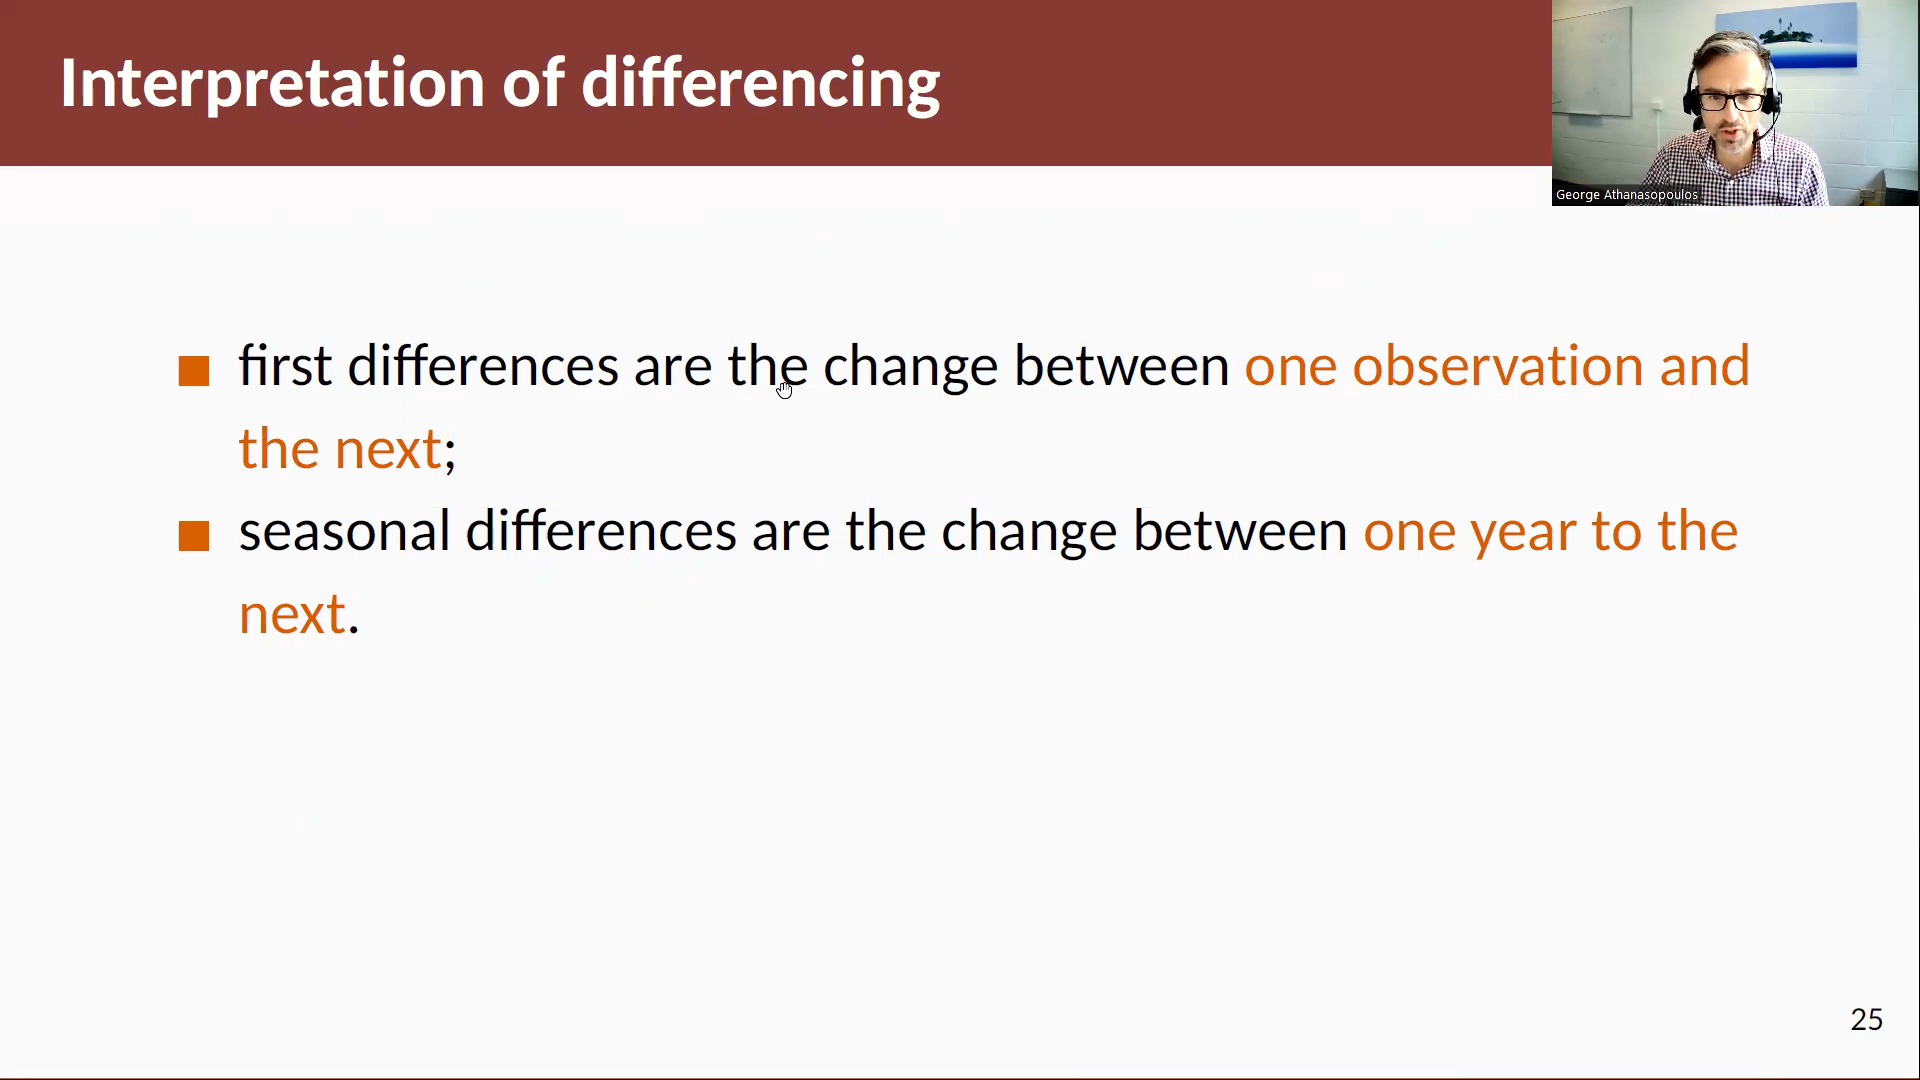 Interpretation of differencing
George Athanasopoulos
first differences are the change between one observation and
the next;
seasonal differences are the change between one year to the
next.
25